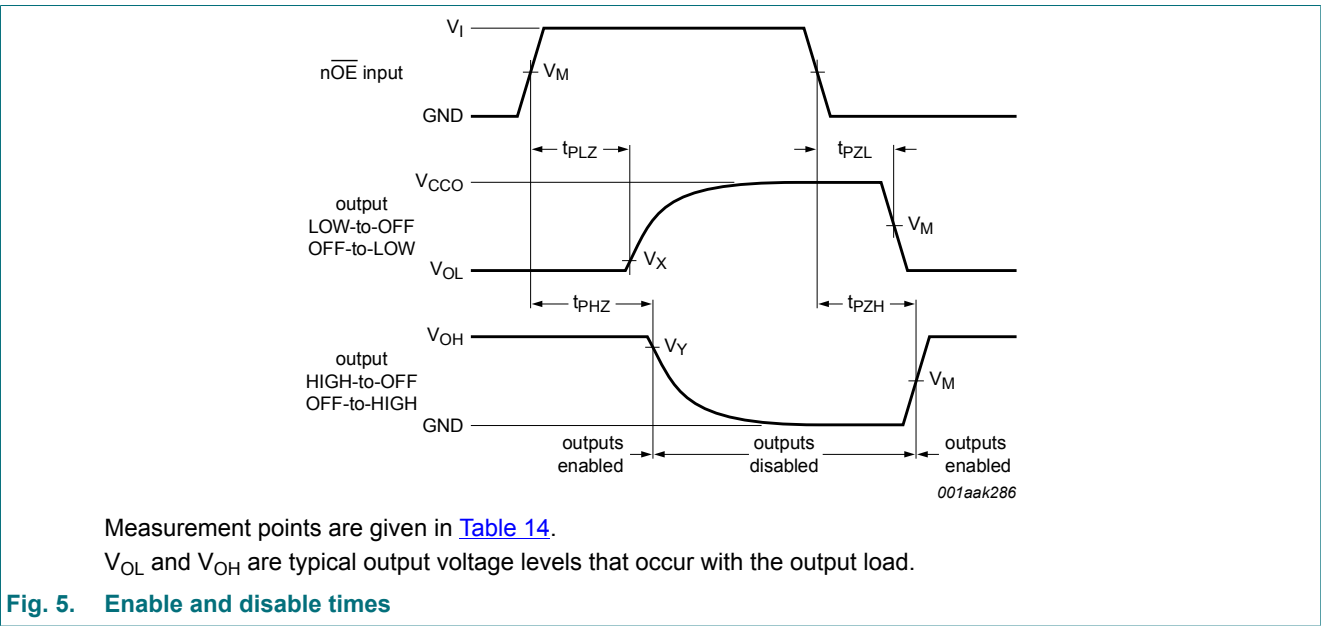 V_I
nO̅E̅ input
V_M
GND
t_PLZ
t_PZL
V_CCO
output
LOW-to-OFF
OFF-to-LOW
V_M
V_X
V_OL
t_PHZ
t_PZH
V_OH
output
HIGH-to-OFF
OFF-to-HIGH
V_Y
V_M
GND
outputs
enabled
outputs
disabled
outputs
enabled
001aak286
Measurement points are given in Table 14.
V_OL and V_OH are typical output voltage levels that occur with the output load.
Fig. 5. Enable and disable times